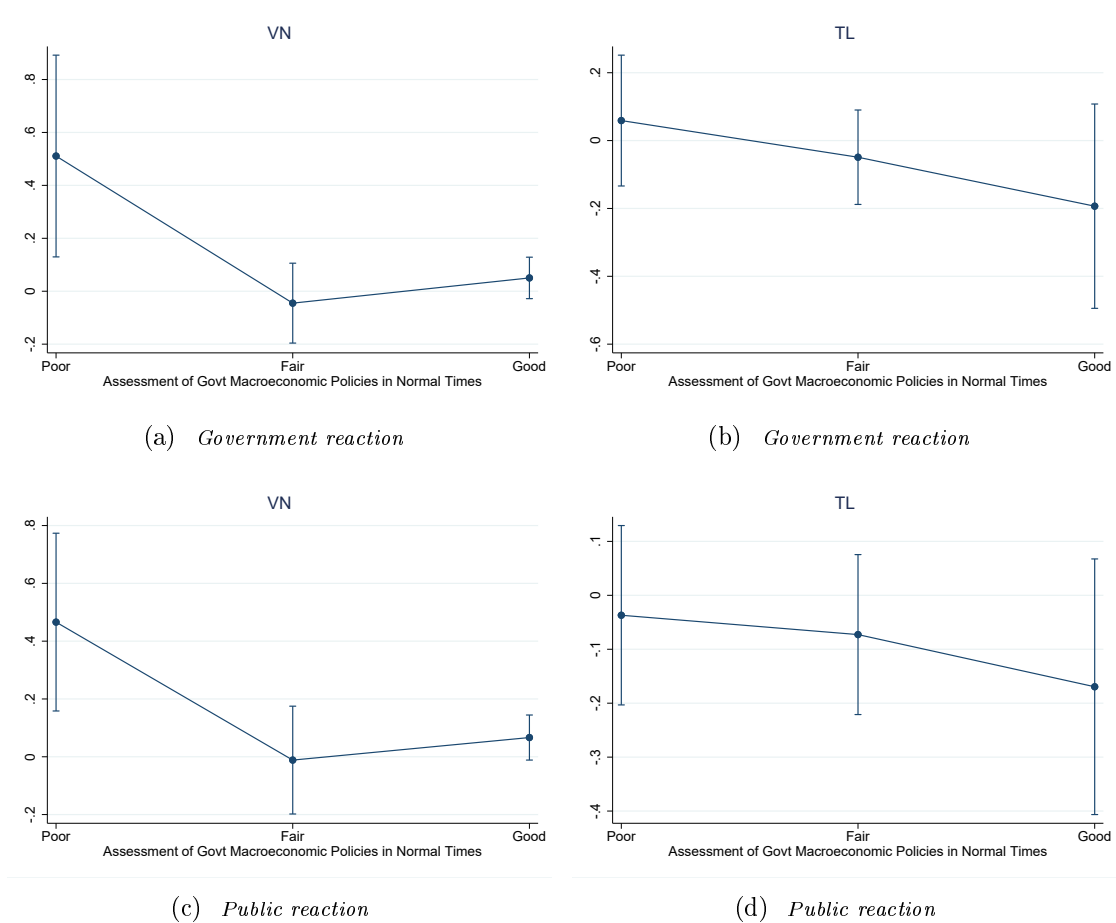 VN
.8
.6
.4
.2
0
-.2
Poor
Fair
Good
Assessment of Govt Macroeconomic Policies in Normal Times
(a) Government reaction
TL
.2
0
-.2
-.4
-.6
Poor
Fair
Good
Assessment of Govt Macroeconomic Policies in Normal Times
(b) Government reaction
VN
.8
.6
.4
.2
0
-.2
Poor
Fair
Good
Assessment of Govt Macroeconomic Policies in Normal Times
(c) Public reaction
TL
.1
0
-.1
-.2
-.3
-.4
Poor
Fair
Good
Assessment of Govt Macroeconomic Policies in Normal Times
(d) Public reaction